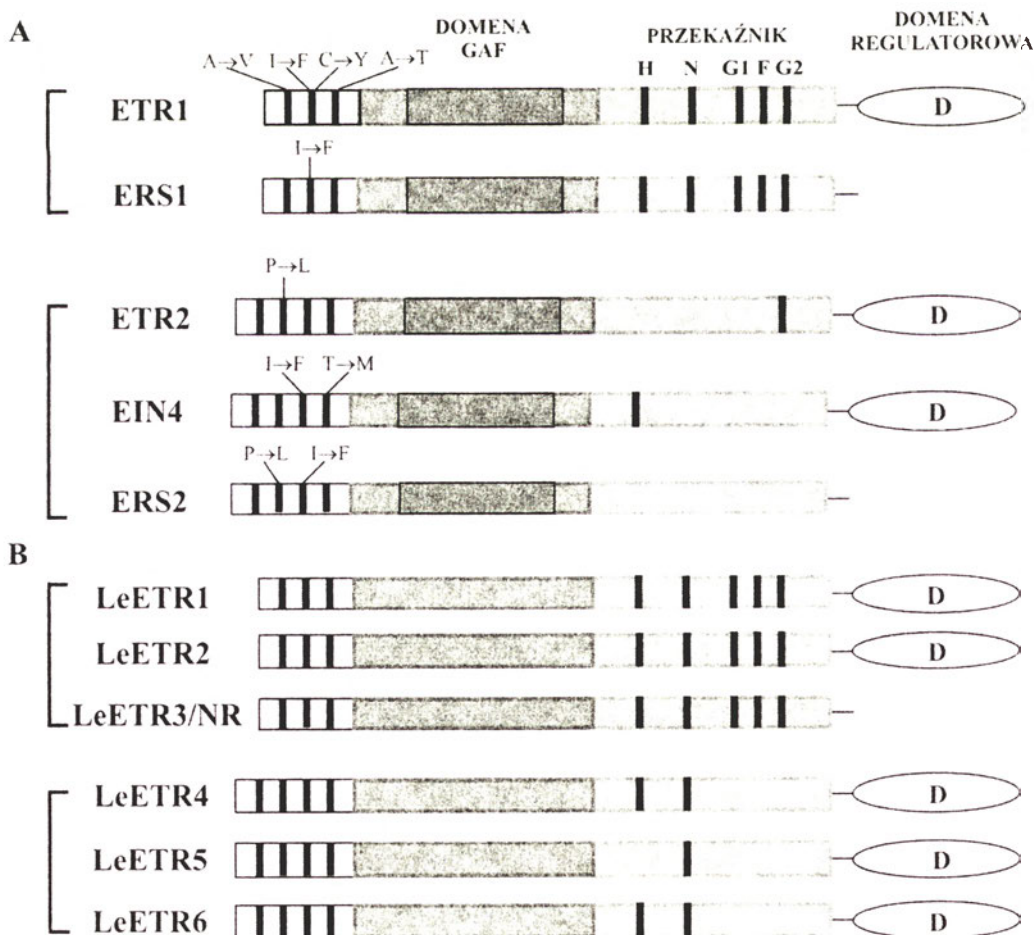 A
DOMENA
GAF
PRZEKAŹNIK
DOMENA
REGULATOROWA
H N G1 F G2
A→V I→F C→Y A→T
ETR1
D
I→F
ERS1
P→L
ETR2
D
I→F T→M
EIN4
D
P→L I→F
ERS2
B
LeETR1
D
LeETR2
D
LeETR3/NR
LeETR4
D
LeETR5
D
LeETR6
D